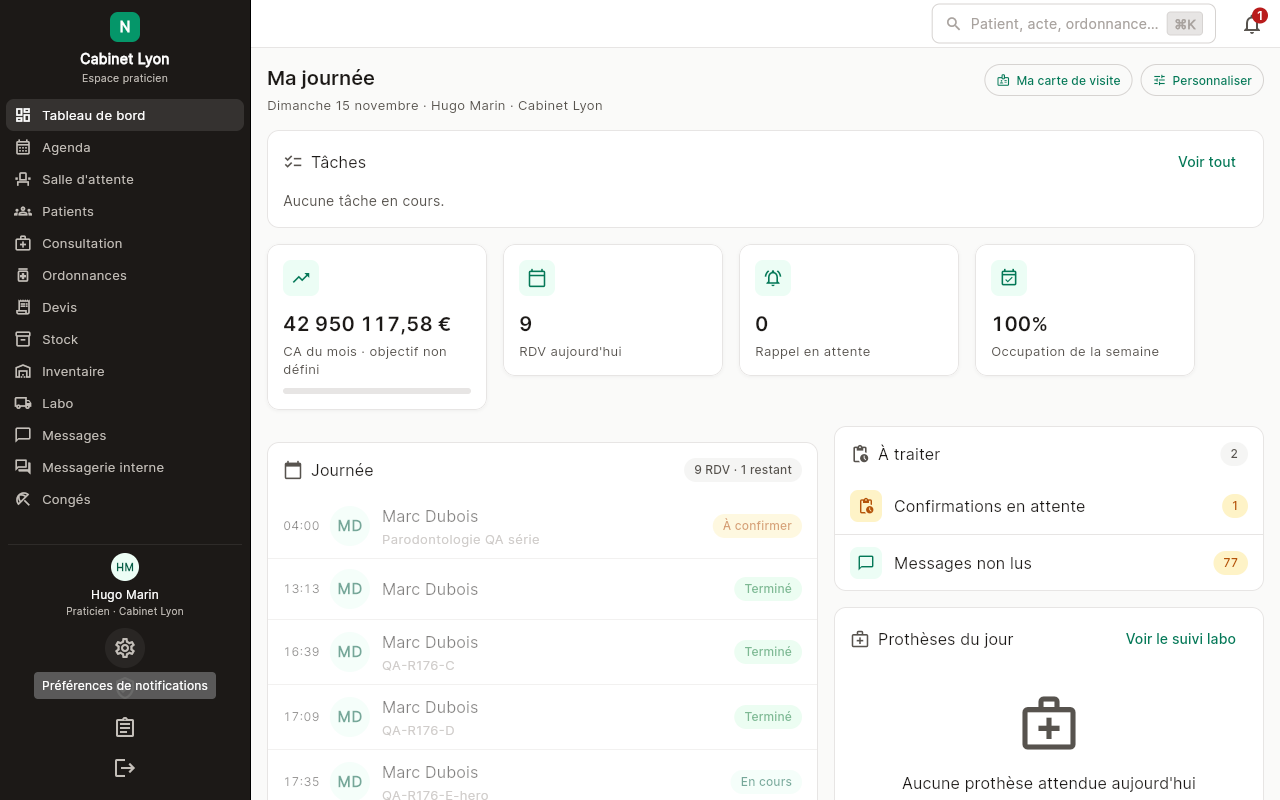 N
Cabinet Lyon
Espace praticien
Tableau de bord
Agenda
Salle d'attente
Patients
Consultation
Ordonnances
Devis
Stock
Inventaire
Labo
Messages
Messagerie interne
Congés
HM
Hugo Marin
Praticien · Cabinet Lyon
Préférences de notifications
Patient, acte, ordonnance...
⌘K
1
Ma journée
Dimanche 15 novembre · Hugo Marin · Cabinet Lyon
Ma carte de visite
Personnaliser
Tâches
Voir tout
Aucune tâche en cours.
42 950 117,58 €
CA du mois · objectif non
défini
9
RDV aujourd'hui
0
Rappel en attente
100%
Occupation de la semaine
Journée
9 RDV · 1 restant
04:00
MD
Marc Dubois
Parodontologie QA série
À confirmer
13:13
MD
Marc Dubois
Terminé
16:39
MD
Marc Dubois
QA-R176-C
Terminé
17:09
MD
Marc Dubois
QA-R176-D
Terminé
17:35
MD
Marc Dubois
QA-R176-E-hero
En cours
À traiter
2
Confirmations en attente
1
Messages non lus
77
Prothèses du jour
Voir le suivi labo
Aucune prothèse attendue aujourd'hui